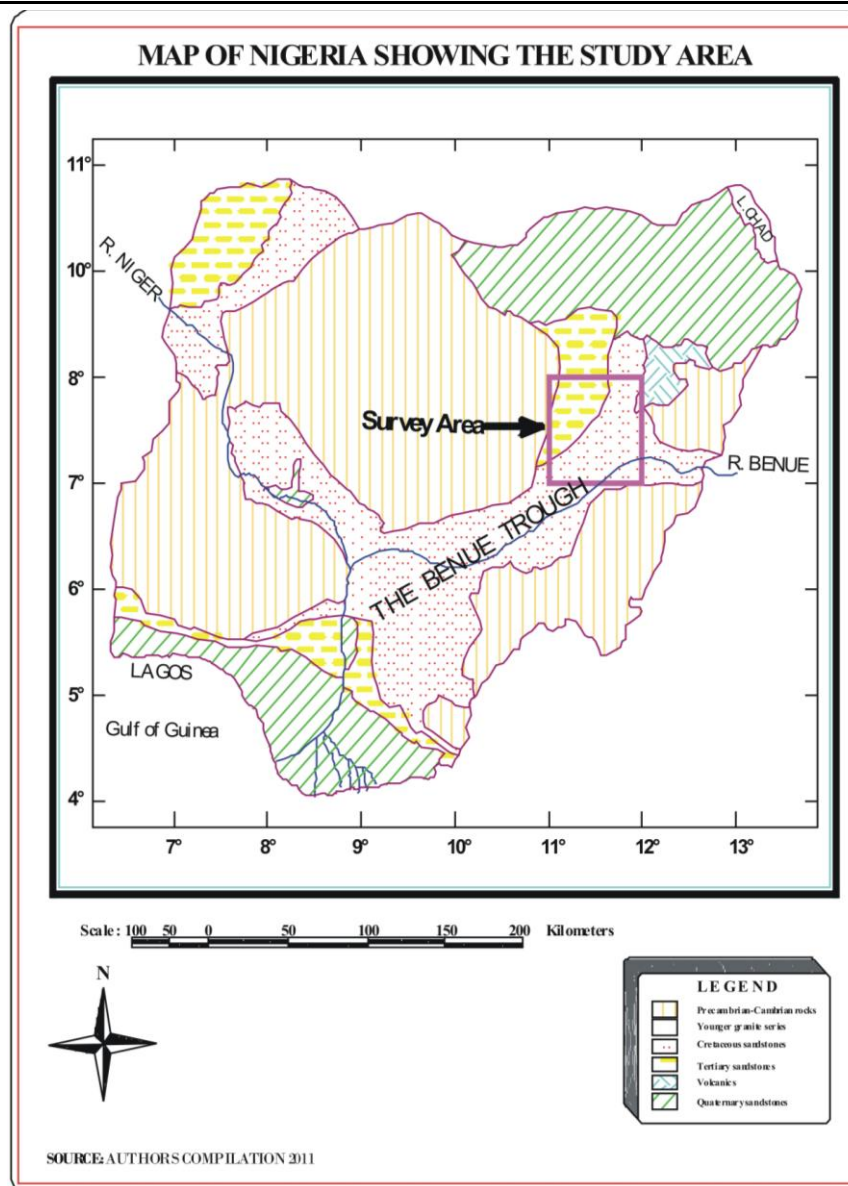 MAP OF NIGERIA SHOWING THE STUDY AREA
11°
10°
8°
7°
6°
5°
4°
R. NIGER
L. CHAD
Survey Area
R. BENUE
THE BENUE TROUGH
LAGOS
Gulf of Guinea
7°
8°
9°
10°
11°
12°
13°
Scale : 100 50 0 50 100 150 200 Kilometers
N
LEGEND
Precambrian-Cambrian rocks
Younger granite series
Cretaceous sandstones
Tertiary sandstones
Volcanics
Quaternary sandstones
SOURCE: AUTHORS COMPILATION 2011